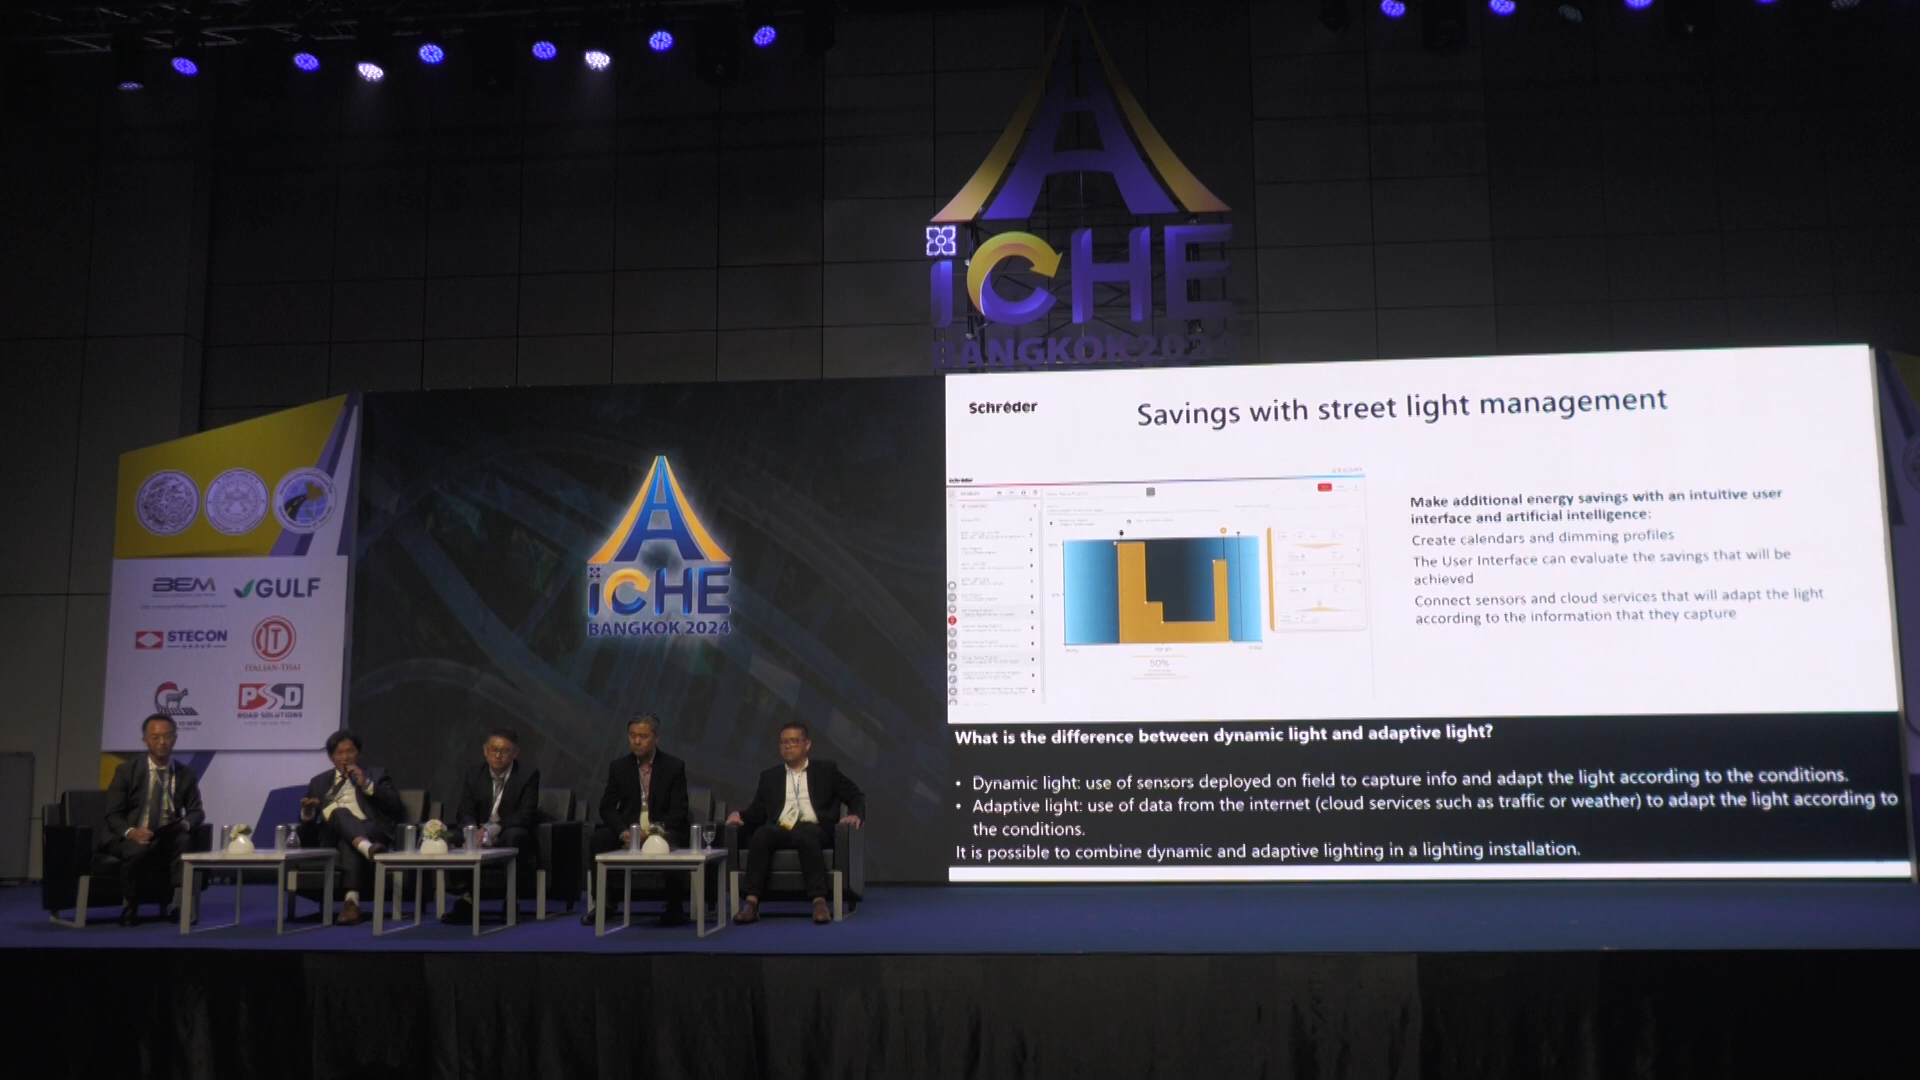 iCHE
BANGKOK 2024
BEM
GULF
STECON
ITALIAN-THAI
PSD
ROAD SOLUTIONS
iCHE
BANGKOK 2024
Schréder
Savings with street light management
50%
Make additional energy savings with an intuitive user
interface and artificial intelligence:
Create calendars and dimming profiles
The User Interface can evaluate the savings that will be
achieved
Connect sensors and cloud services that will adapt the light
according to the information that they capture
What is the difference between dynamic light and adaptive light?
• Dynamic light: use of sensors deployed on field to capture info and adapt the light according to the conditions.
• Adaptive light: use of data from the internet (cloud services such as traffic or weather) to adapt the light according to
the conditions.
It is possible to combine dynamic and adaptive lighting in a lighting installation.